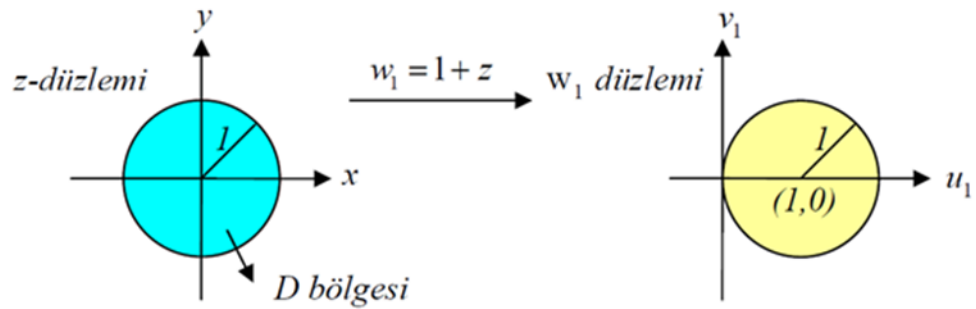 y
z-düzlemi
1
x
D bölgesi
w₁ = 1 + z
v₁
w₁ düzlemi
1
(1,0)
u₁